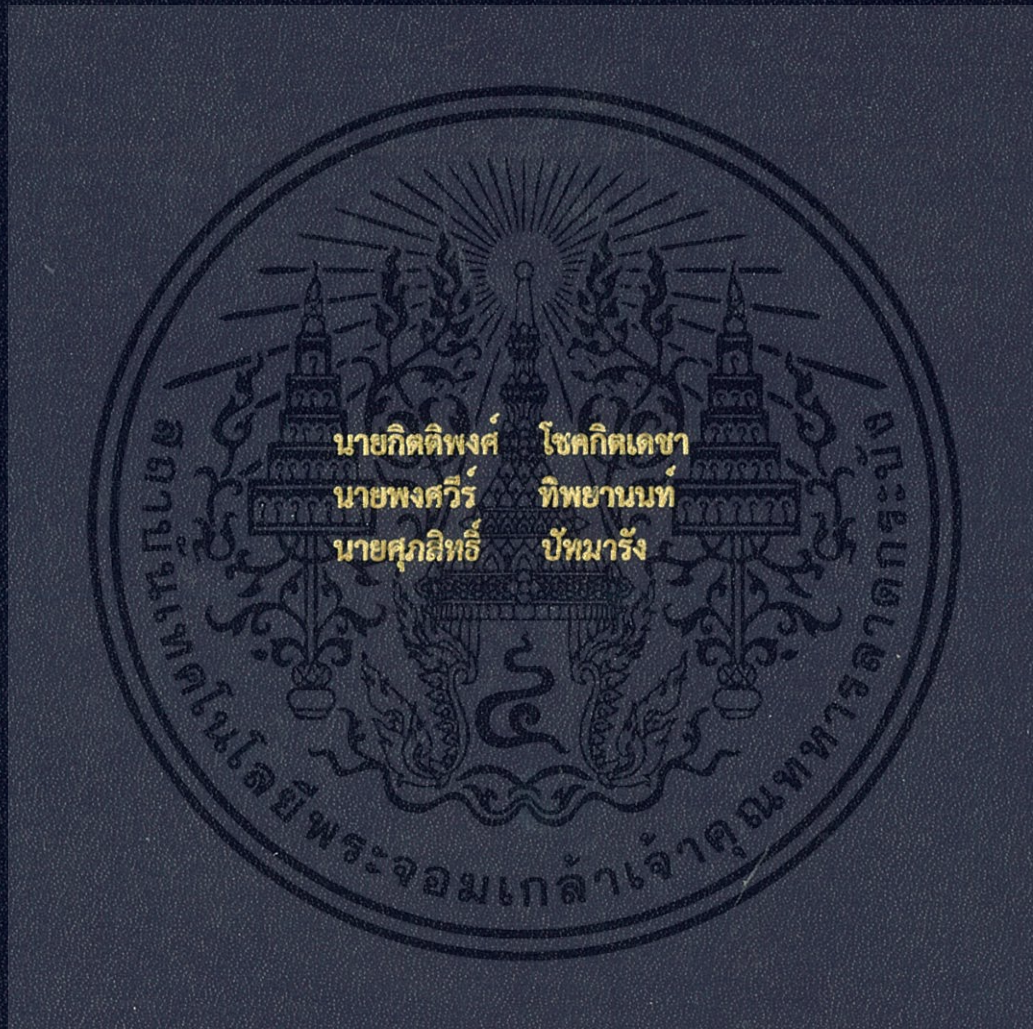 นายกิตติพงศ์ โชคกิตเดชา
นายพงศวีร์ ทิพยานนท์
นายศุภสิทธิ์ ปัทมารัง
๔
สถาบันเทคโนโลยีพระจอมเกล้าเจ้าคุณทหารลาดกระบัง